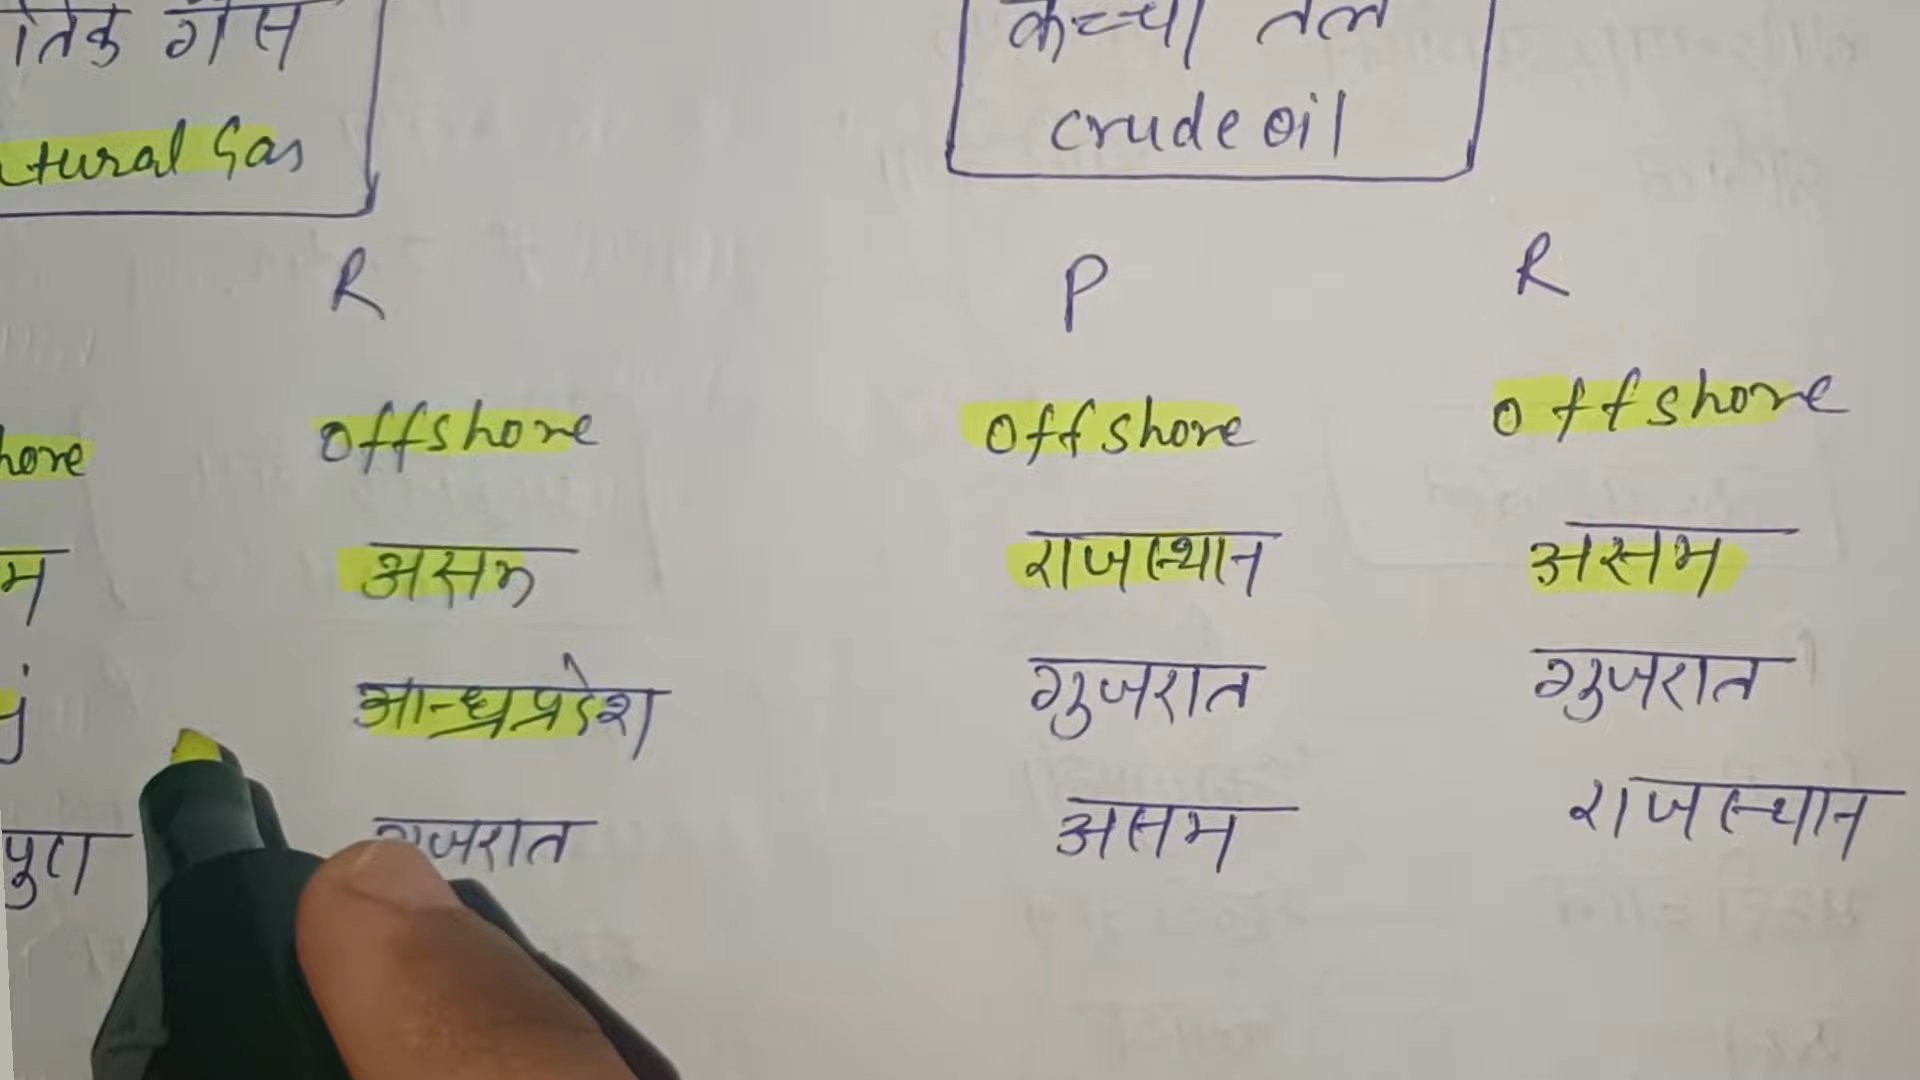 तिक गैस
tural Gas
R
offshore
hore
असम
म
आन्ध्रप्रदेश
j
गुजरात
पुरा
कच्चा तेल
crude oil
P R
offshore offshore
राजस्थान असम
गुजरात गुजरात
असम राजस्थान